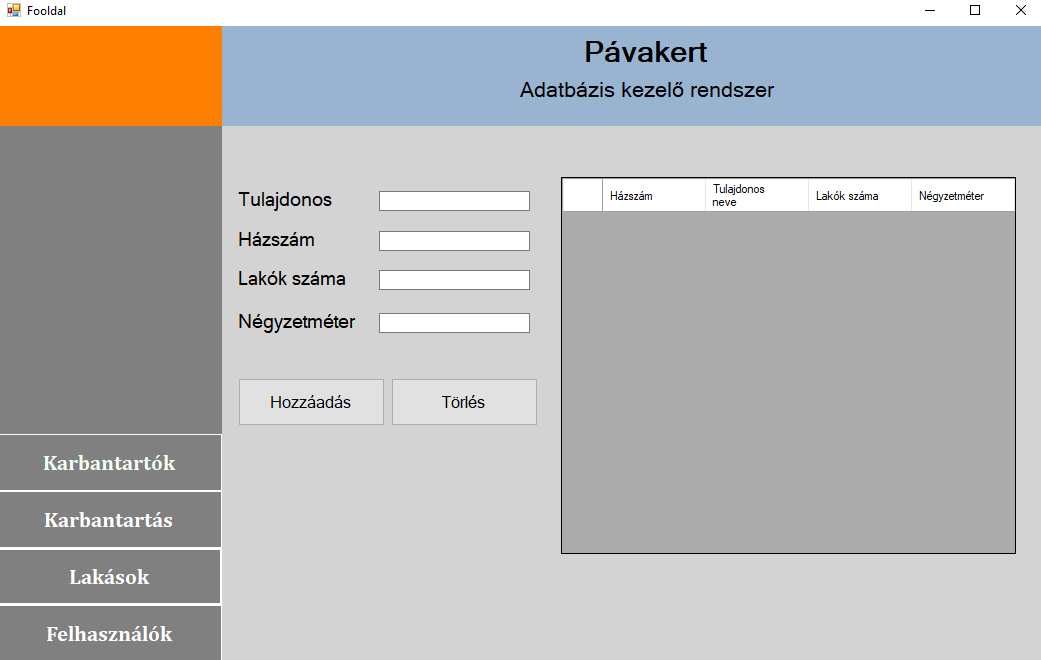 Fooldal
Pávakert
Adatbázis kezelő rendszer
Tulajdonos
Házszám
Lakók száma
Négyzetméter
Hozzáadás
Törlés
Házszám
Tulajdonos
neve
Lakók száma
Négyzetméter
Karbantartók
Karbantartás
Lakások
Felhasználók